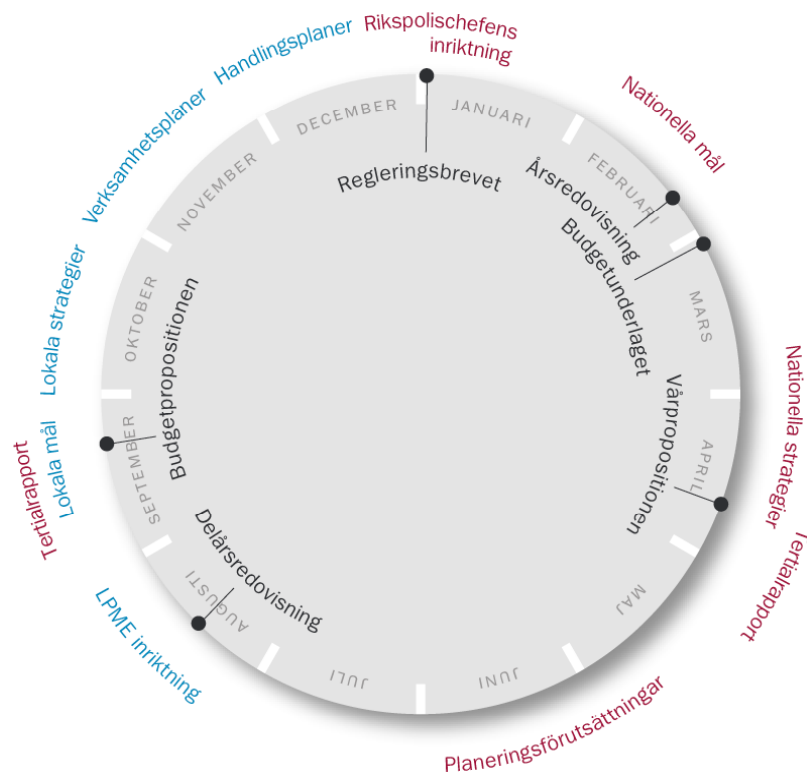 Rikspolischefens
inriktning
Nationella mål
Nationella strategier
Tertialrapport
Planeringsförutsättningar
LPME inriktning
Tertialrapport
Lokala mål
Lokala strategier
Verksamhetsplaner
Handlingsplaner
JANUARI
FEBRUARI
MARS
APRIL
MAJ
JUNI
JULI
AUGUSTI
SEPTEMBER
OKTOBER
NOVEMBER
DECEMBER
Regleringsbrevet
Årsredovisning
Budgetunderlaget
Vårpropositionen
Delårsredovisning
Budgetpropositionen